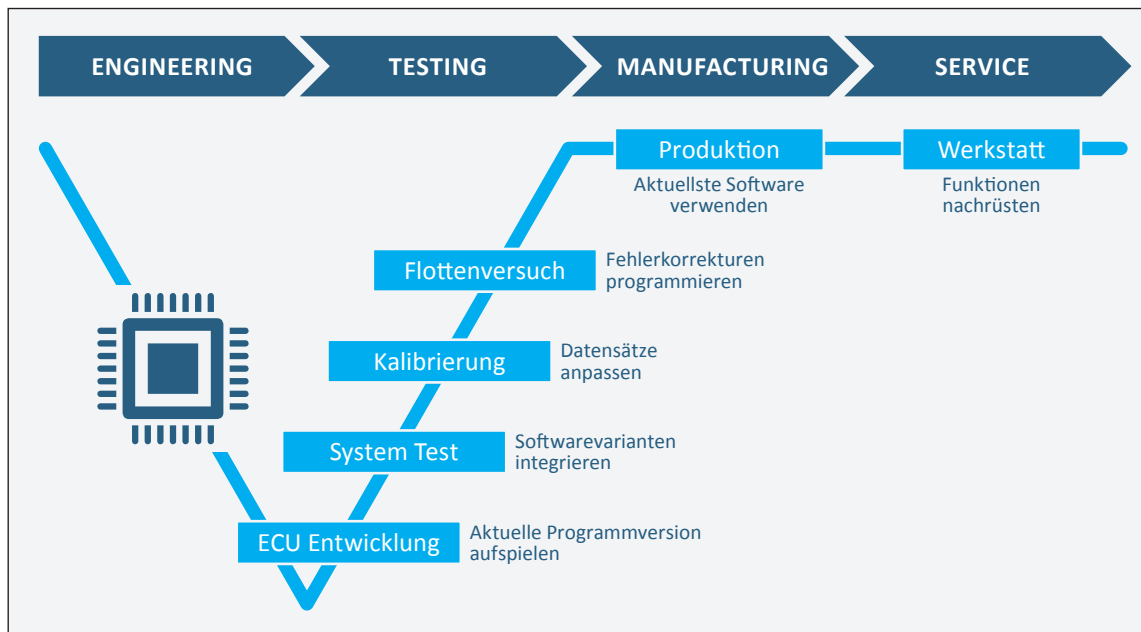 ENGINEERING
TESTING
MANUFACTURING
SERVICE
Produktion
Aktuellste Software
verwenden
Werkstatt
Funktionen
nachrüsten
Flottenversuch
Fehlerkorrekturen
programmieren
Kalibrierung
Datensätze
anpassen
System Test
Softwarevarianten
integrieren
ECU Entwicklung
Aktuelle Programmversion
aufspielen